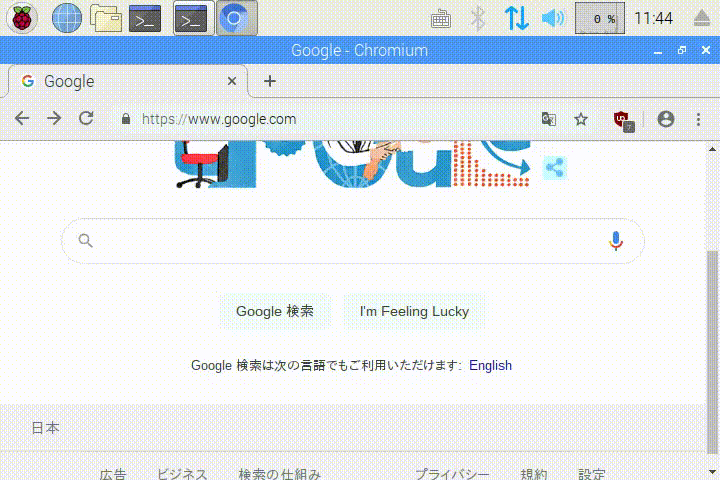 0 %
11:44
Google - Chromium
Google
https://www.google.com
7
Google 検索
I'm Feeling Lucky
Google 検索は次の言語でもご利用いただけます: English
日本
広告 ビジネス 検索の仕組み プライバシー 規約 設定